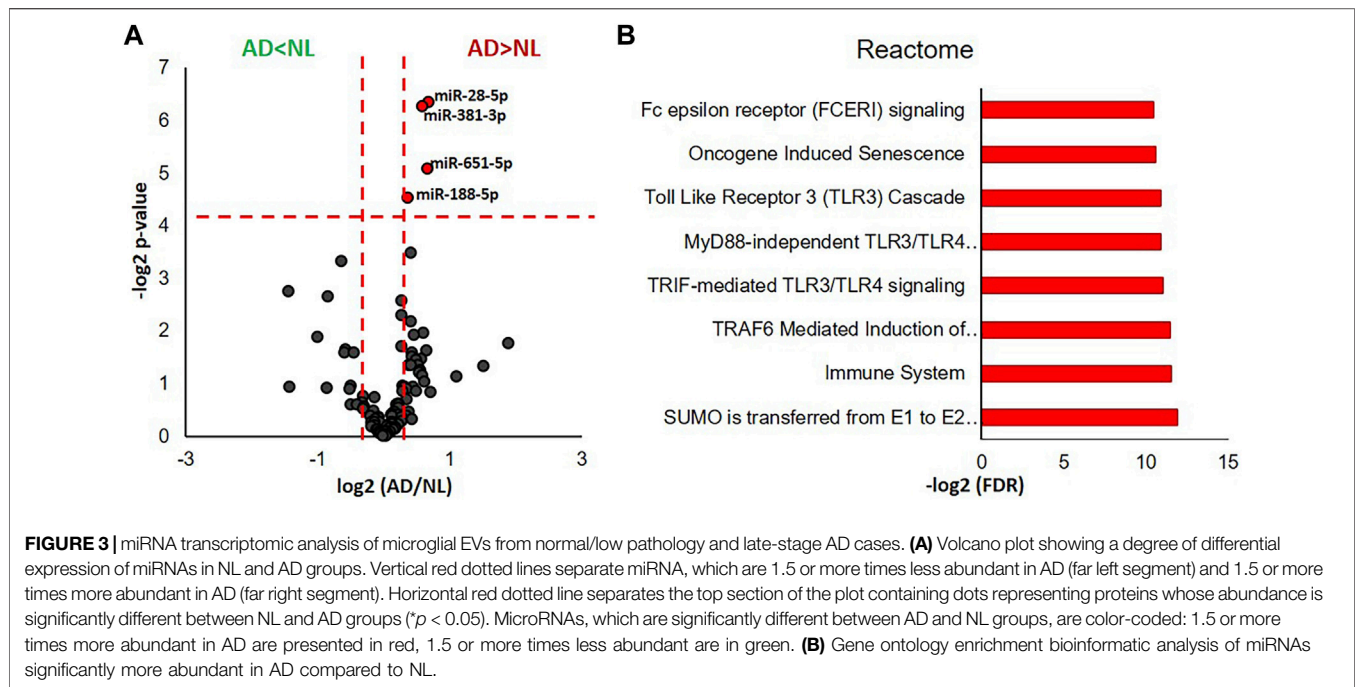 A
AD<NL
AD>NL
7
6
5
4
3
2
1
0
-log2 p-value
miR-28-5p
miR-381-3p
miR-651-5p
miR-188-5p
-3
-1
1
3
log2 (AD/NL)
B
Reactome
Fc epsilon receptor (FCERI) signaling
Oncogene Induced Senescence
Toll Like Receptor 3 (TLR3) Cascade
MyD88-independent TLR3/TLR4..
TRIF-mediated TLR3/TLR4 signaling
TRAF6 Mediated Induction of..
Immune System
SUMO is transferred from E1 to E2..
0
5
10
15
-log2 (FDR)
FIGURE 3 | miRNA transcriptomic analysis of microglial EVs from normal/low pathology and late-stage AD cases. (A) Volcano plot showing a degree of differential
expression of miRNAs in NL and AD groups. Vertical red dotted lines separate miRNA, which are 1.5 or more times less abundant in AD (far left segment) and 1.5 or more
times more abundant in AD (far right segment). Horizontal red dotted line separates the top section of the plot containing dots representing proteins whose abundance is
significantly different between NL and AD groups (*p < 0.05). MicroRNAs, which are significantly different between AD and NL groups, are color-coded: 1.5 or more
times more abundant in AD are presented in red, 1.5 or more times less abundant are in green. (B) Gene ontology enrichment bioinformatic analysis of miRNAs
significantly more abundant in AD compared to NL.